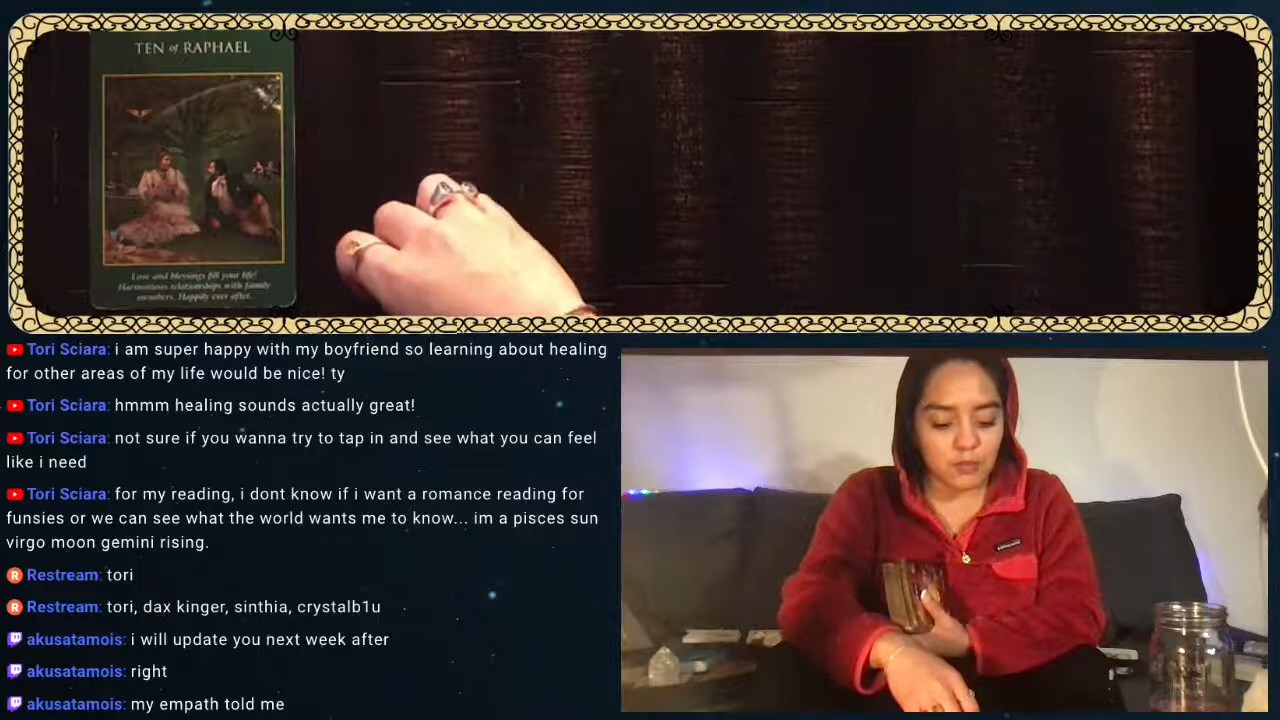 TEN of RAPHAEL
Love and blessings fill your life!
Harmonious relationships with family
members. Happily ever after.
Tori Sciara: i am super happy with my boyfriend so learning about healing
for other areas of my life would be nice! ty
Tori Sciara: hmmm healing sounds actually great!
Tori Sciara: not sure if you wanna try to tap in and see what you can feel
like i need
Tori Sciara: for my reading, i dont know if i want a romance reading for
funsies or we can see what the world wants me to know... im a pisces sun
virgo moon gemini rising.
R Restream: tori
R Restream: tori, dax kinger, sinthia, crystalb1u
akusatamois: i will update you next week after
akusatamois: right
akusatamois: my empath told me
patagonia